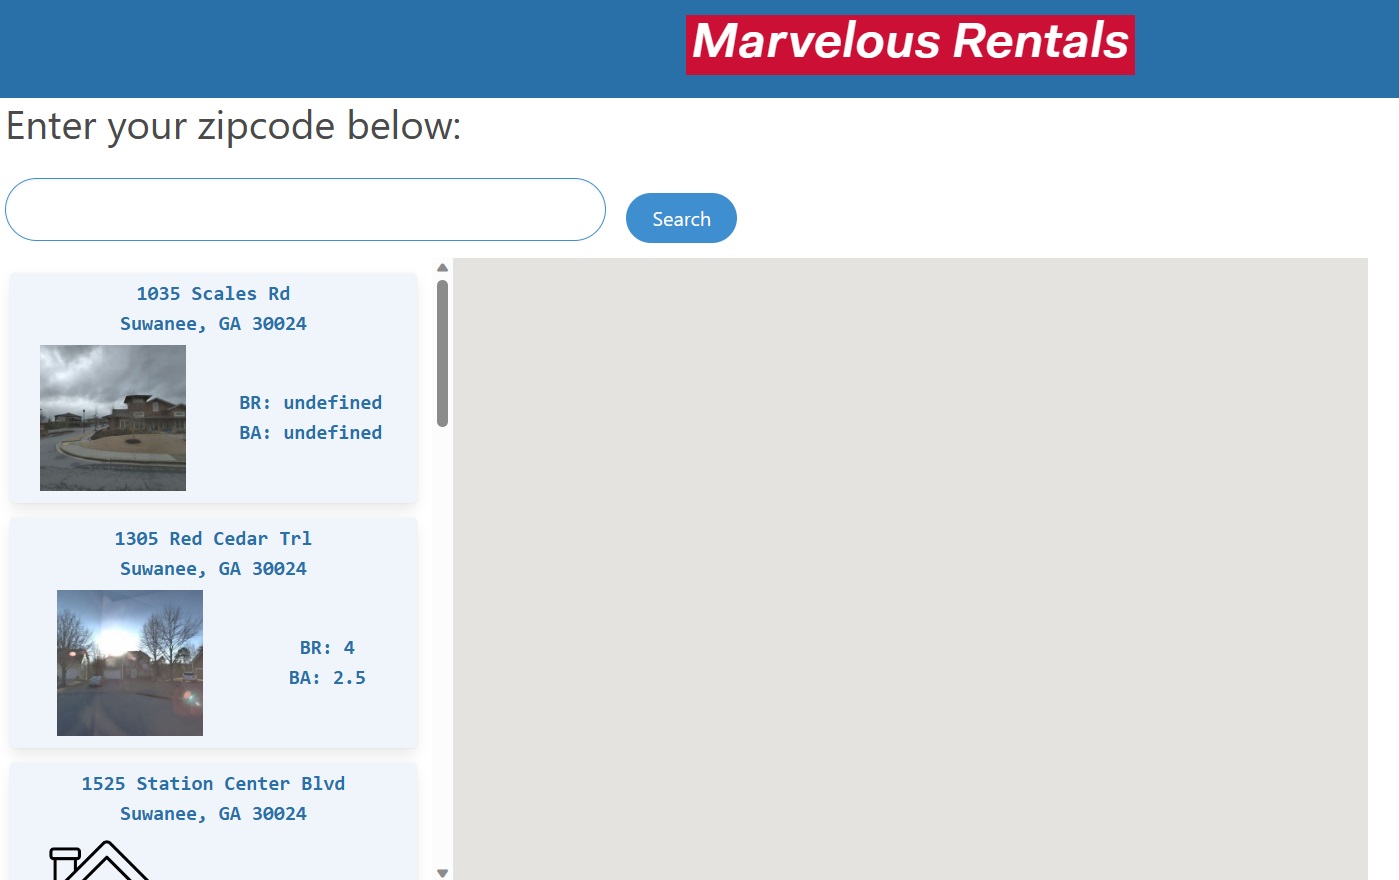 Marvelous Rentals
Enter your zipcode below:
Search
1035 Scales Rd
Suwanee, GA 30024
BR: undefined
BA: undefined
1305 Red Cedar Trl
Suwanee, GA 30024
BR: 4
BA: 2.5
1525 Station Center Blvd
Suwanee, GA 30024